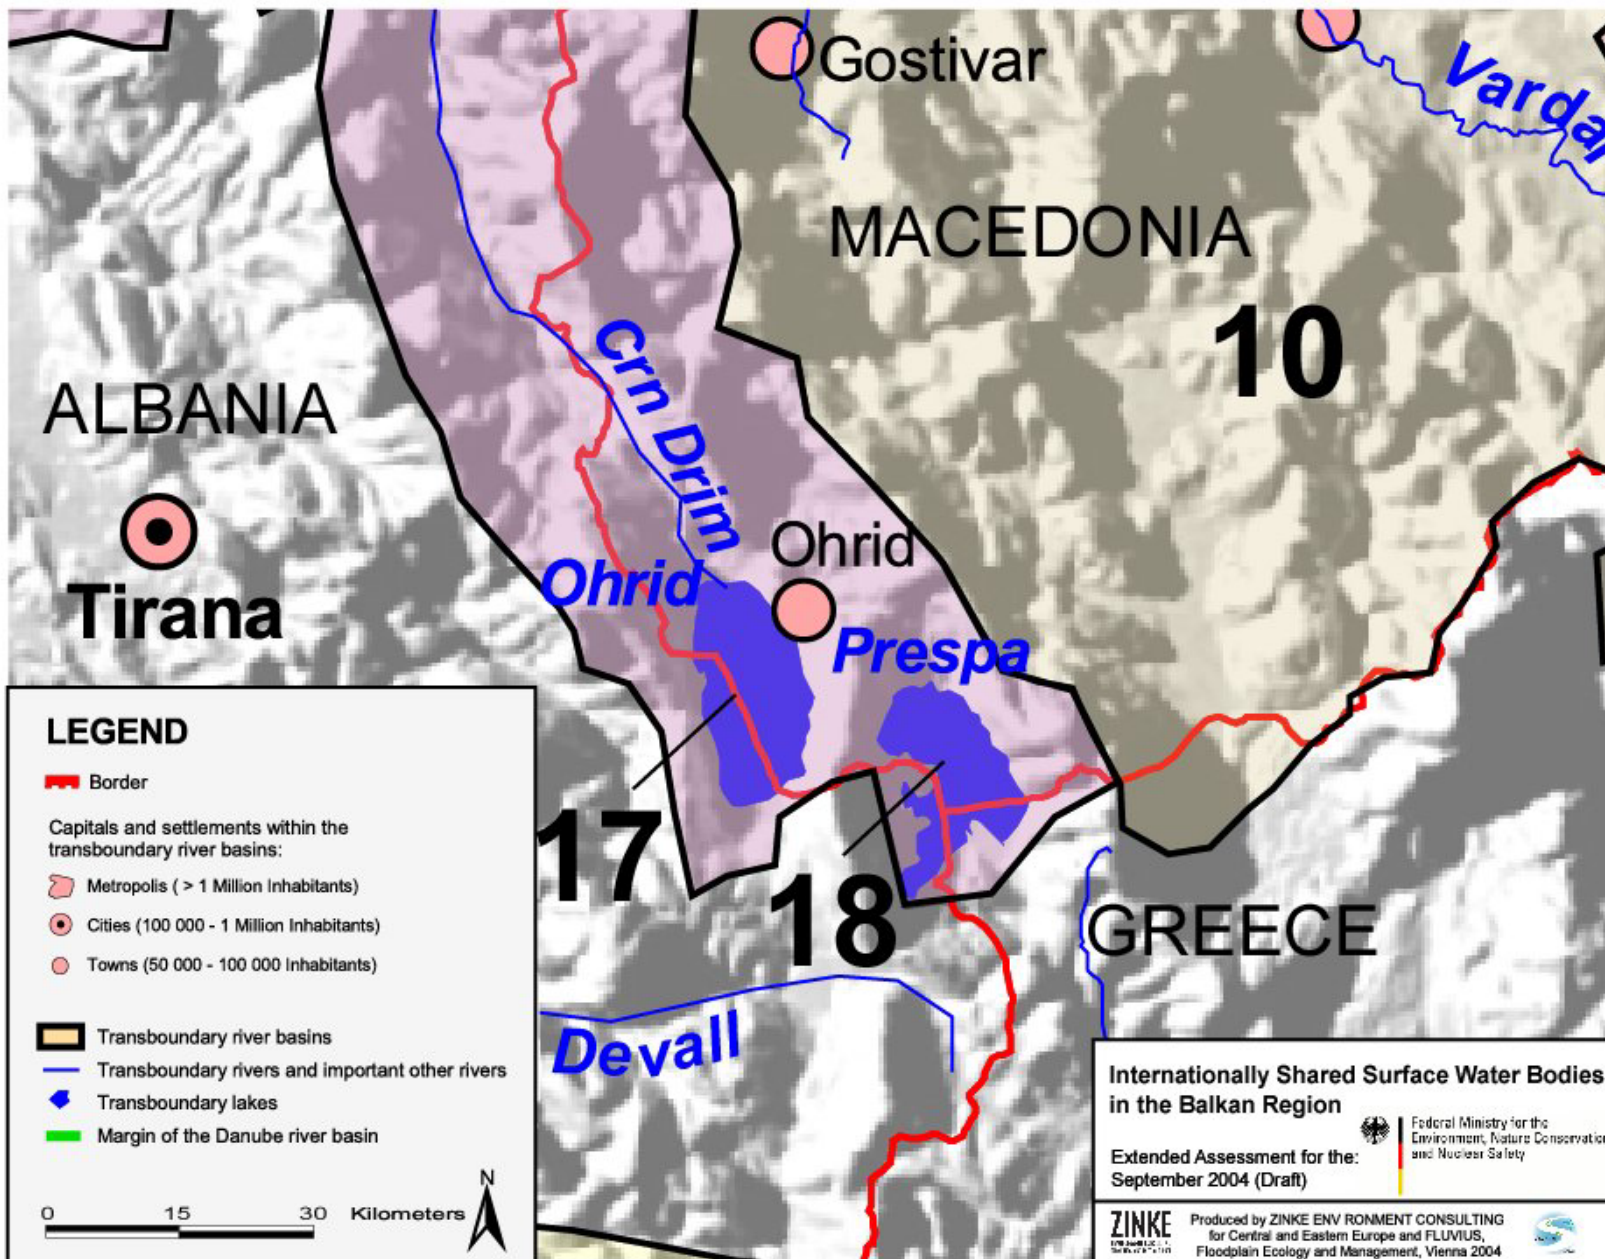 Gostivar
Vardar
MACEDONIA
10
Crn Drim
ALBANIA
Ohrid
Ohrid
Tirana
Prespa
17
18
GREECE
Devall
LEGEND
Border
Capitals and settlements within the
transboundary river basins:
Metropolis ( > 1 Million Inhabitants)
Cities (100 000 - 1 Million Inhabitants)
Towns (50 000 - 100 000 Inhabitants)
Transboundary river basins
Transboundary rivers and important other rivers
Transboundary lakes
Margin of the Danube river basin
0 15 30 Kilometers
N
Internationally Shared Surface Water Bodies
in the Balkan Region
Extended Assessment for the:
September 2004 (Draft)
Federal Ministry for the
Environment, Nature Conservation
and Nuclear Safety
ZINKE
Produced by ZINKE ENV RONMENT CONSULTING
for Central and Eastern Europe and FLUVIUS,
Floodplain Ecology and Management, Vienna 2004